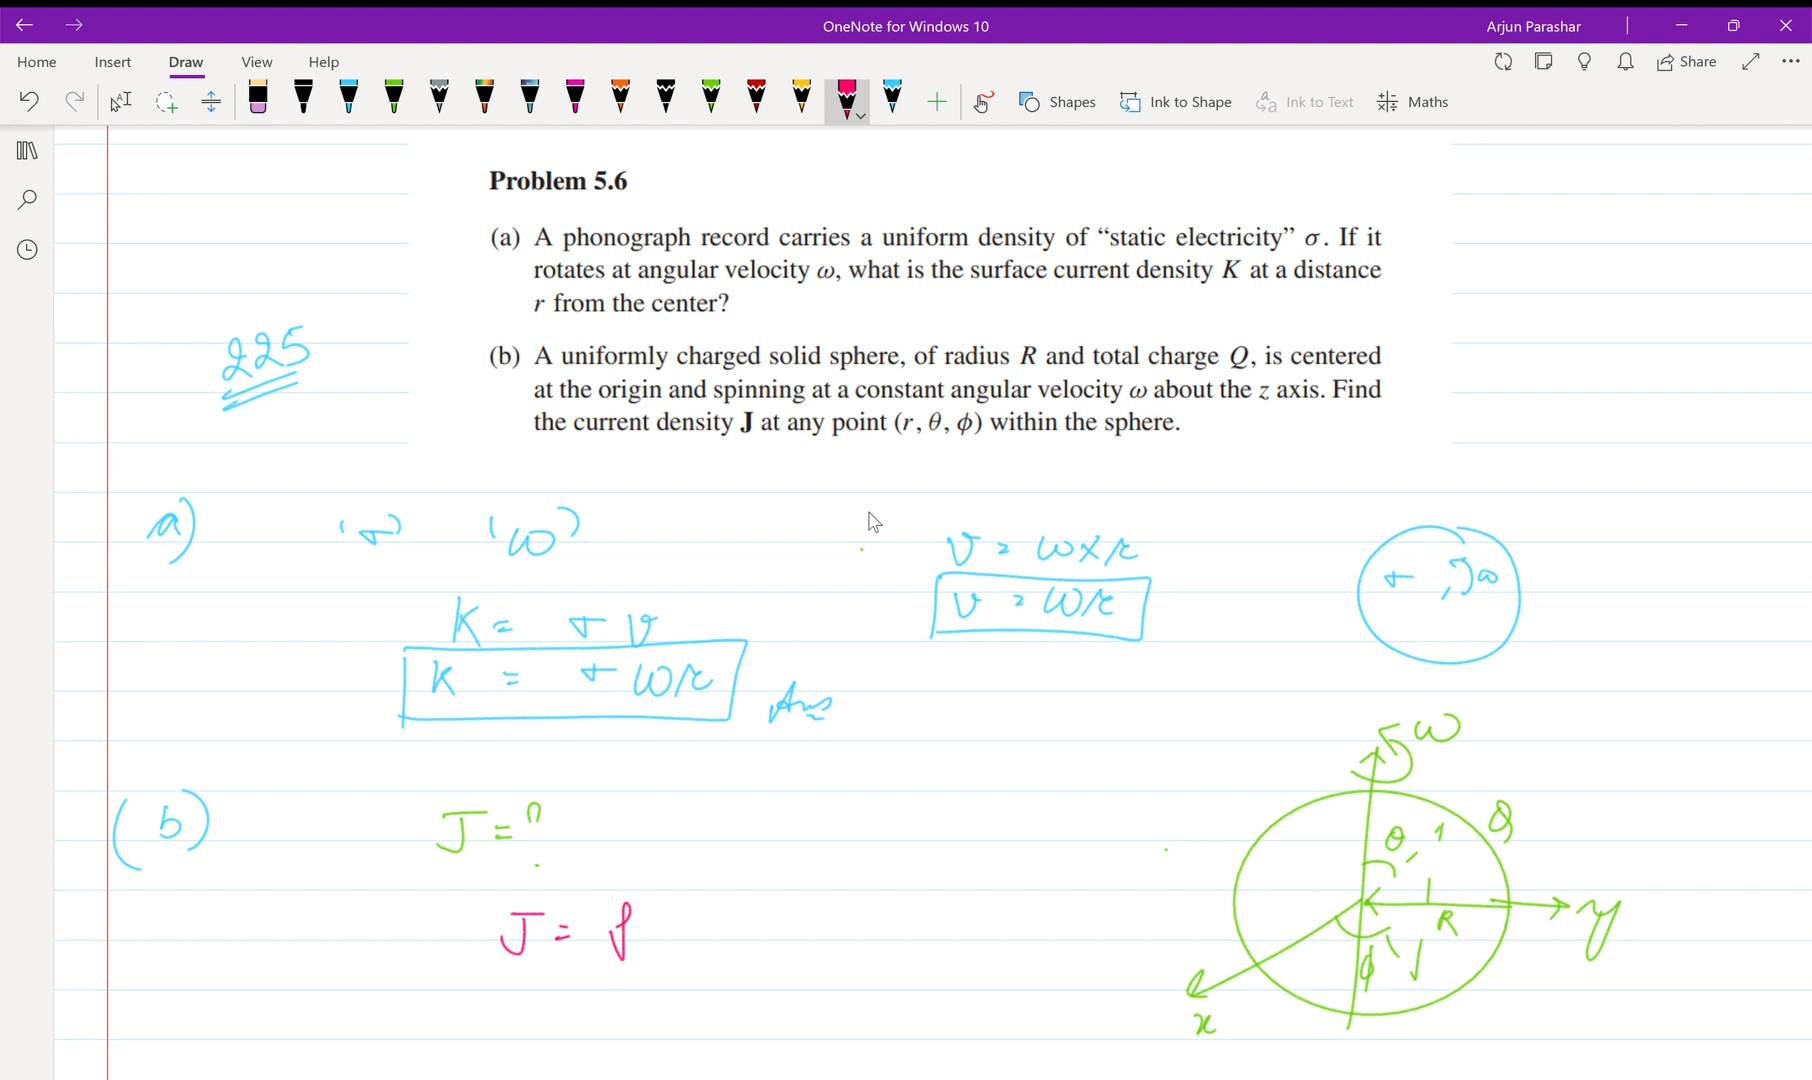 OneNote for Windows 10
Arjun Parashar
Home Insert Draw View Help
Share
Shapes Ink to Shape Ink to Text Maths
Problem 5.6
(a) A phonograph record carries a uniform density of “static electricity” σ. If it
rotates at angular velocity ω, what is the surface current density K at a distance
r from the center?
(b) A uniformly charged solid sphere, of radius R and total charge Q, is centered
at the origin and spinning at a constant angular velocity ω about the z axis. Find
the current density J at any point (r, θ, ϕ) within the sphere.
225
a) 'σ' 'ω'
v = ω×r
v = ωr
σ, ω
K = σ v
K = σ ωr
Ans
ω
(b) J = ?
θ Q
R y
J = ρ
ϕ
x